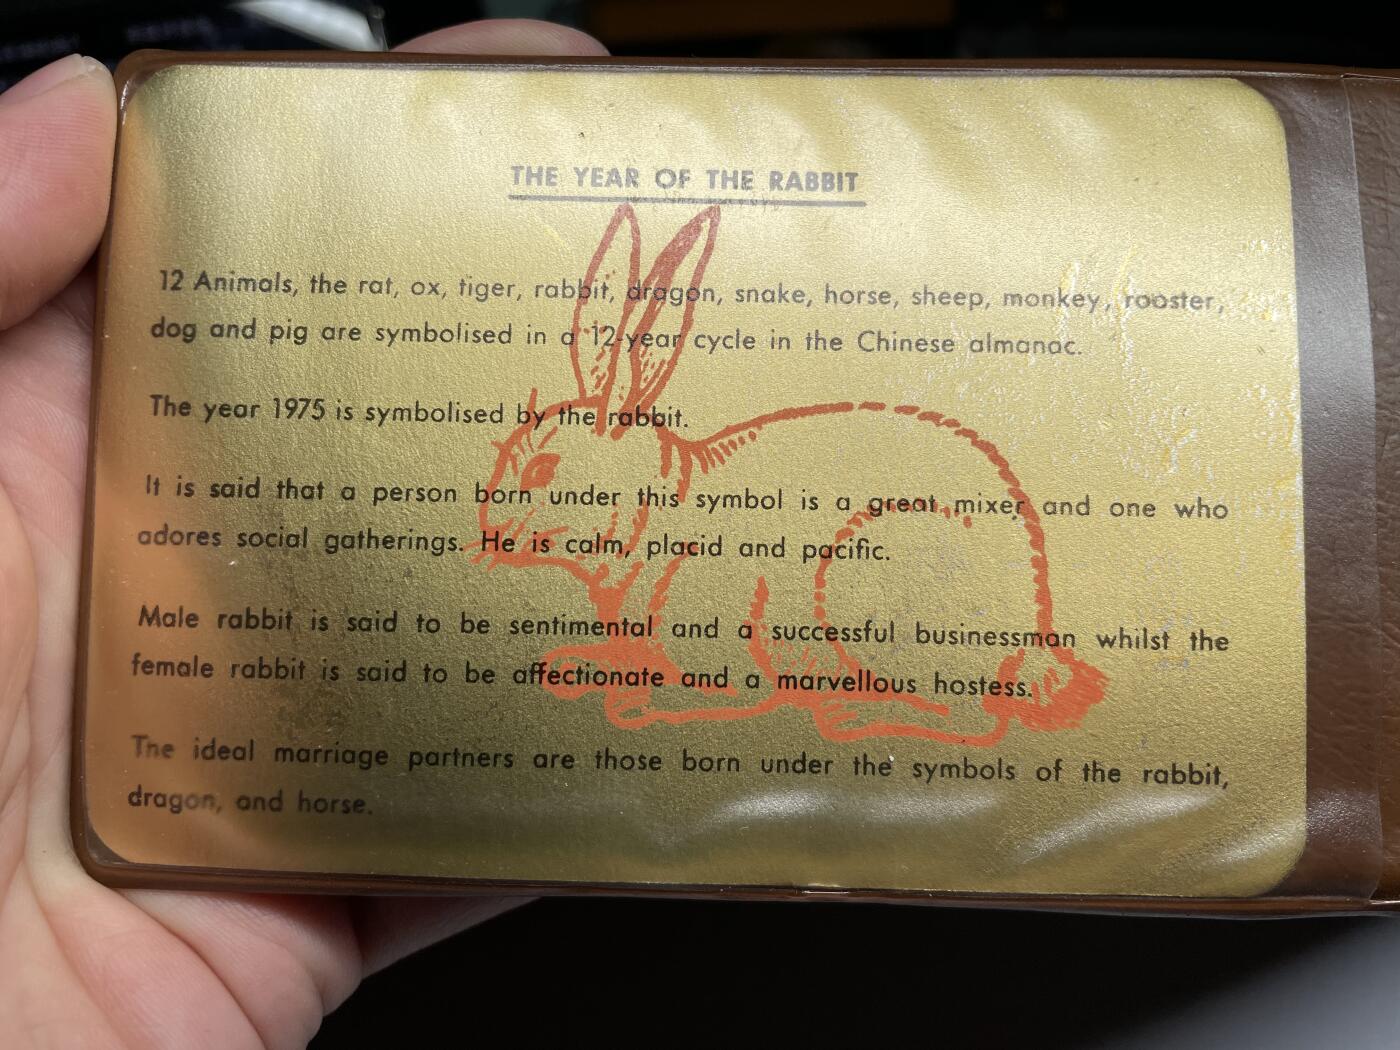 THE YEAR OF THE RABBIT
12 Animals, the rat, ox, tiger, rabbit, dragon, snake, horse, sheep, monkey, rooster,
dog and pig are symbolised in a 12-year cycle in the Chinese almanac.
The year 1975 is symbolised by the rabbit.
It is said that a person born under this symbol is a great mixer and one who
adores social gatherings. He is calm, placid and pacific.
Male rabbit is said to be sentimental and a successful businessman whilst the
female rabbit is said to be affectionate and a marvellous hostess.
The ideal marriage partners are those born under the symbols of the rabbit,
dragon, and horse.